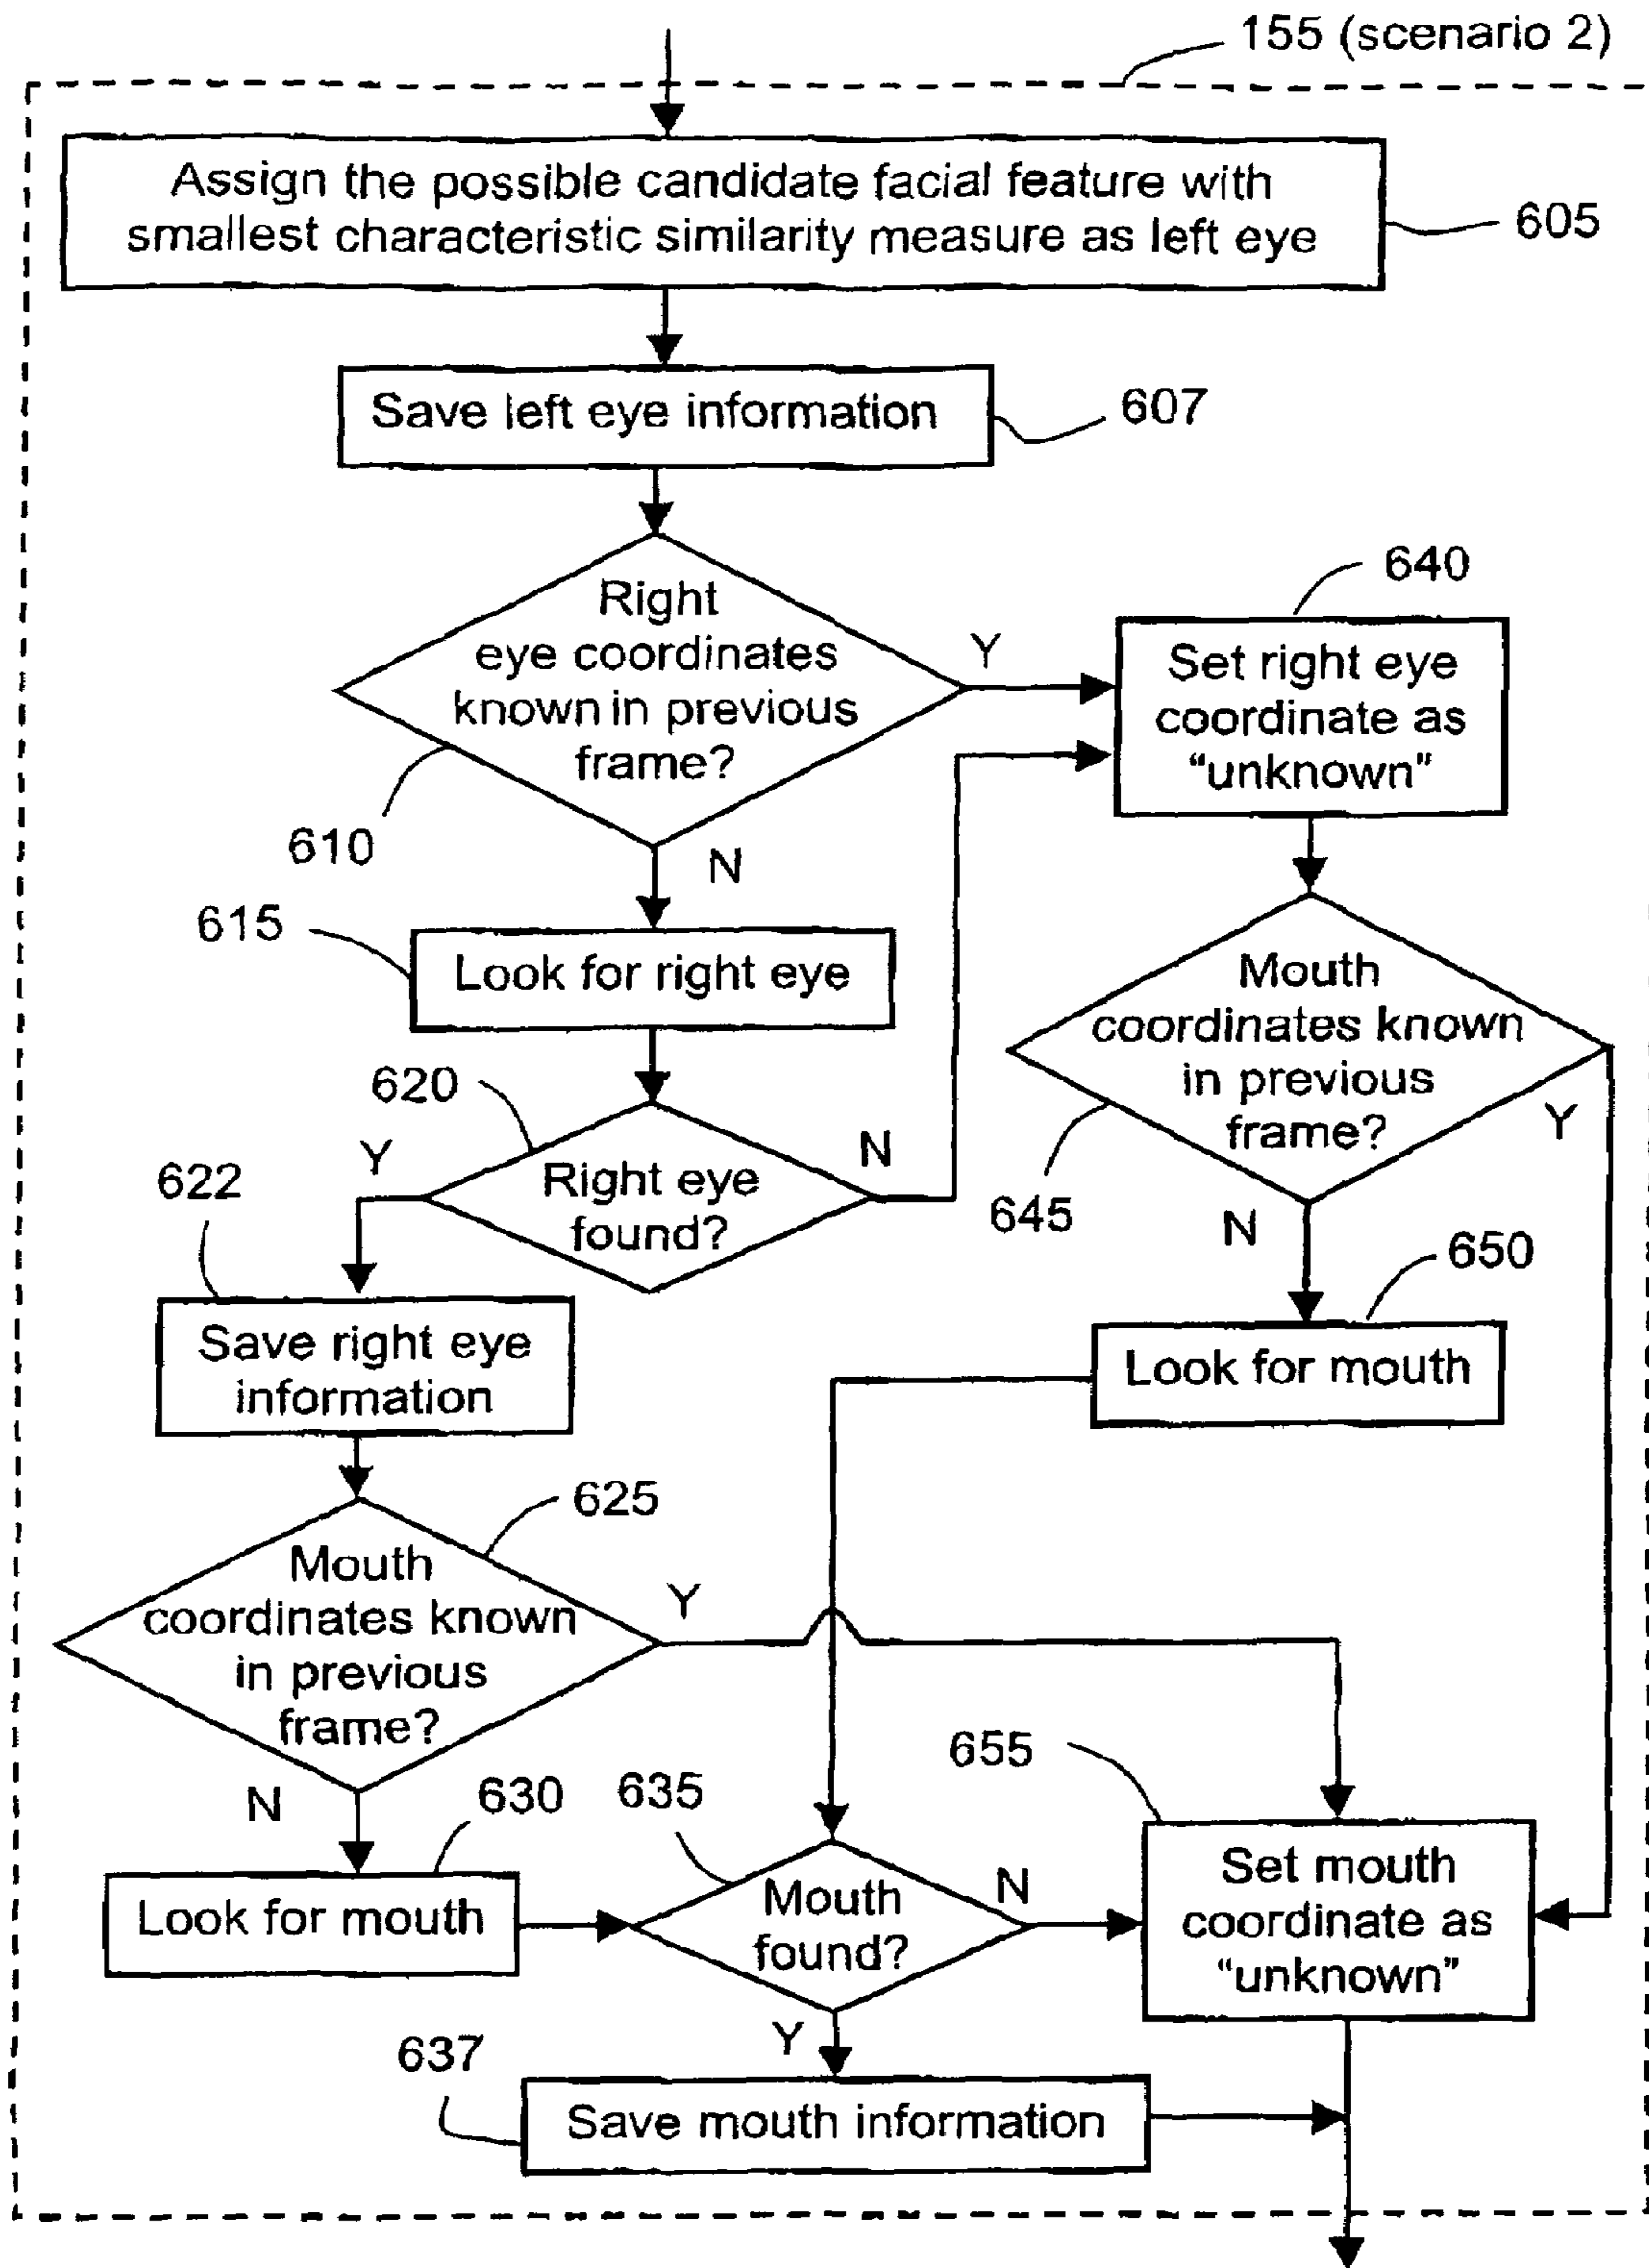 155 (scenario 2)
Assign the possible candidate facial feature with
smallest characteristic similarity measure as left eye
605
Save left eye information
607
Right
eye coordinates
known in previous
frame?
610
Y
N
640
Set right eye
coordinate as
“unknown”
615
Look for right eye
620
Right eye
found?
Y
N
Mouth
coordinates known
in previous
frame?
645
Y
N
622
Save right eye
information
650
Look for mouth
625
Mouth
coordinates known
in previous
frame?
Y
N
630
Look for mouth
635
Mouth
found?
N
Y
655
Set mouth
coordinate as
“unknown”
637
Save mouth information